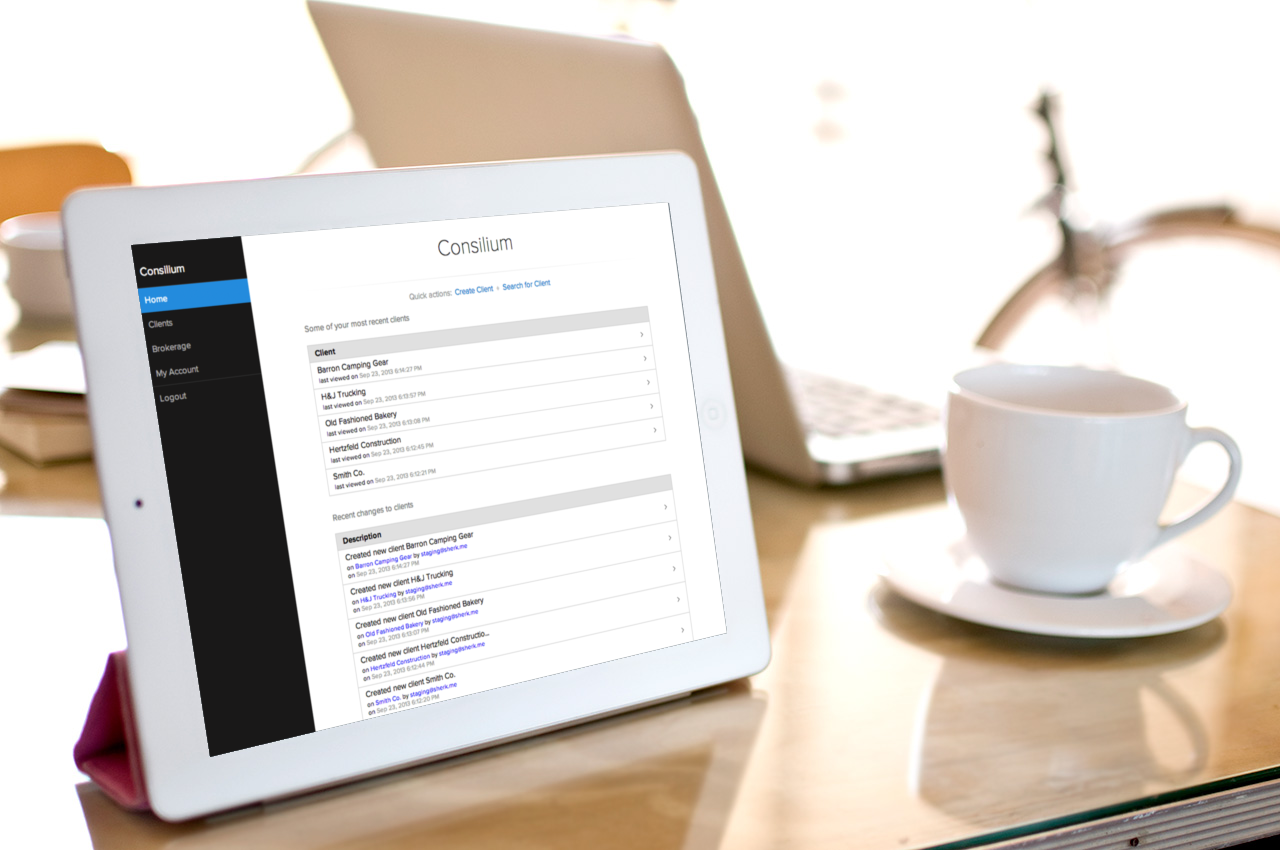 Consilium
Home
Clients
Brokerage
My Account
Logout
Consilium
Quick actions: Create Client › Search for Client
Some of your most recent clients
Client
Barron Camping Gear
last viewed on Sep 23, 2013 6:14:27 PM
H&J Trucking
last viewed on Sep 23, 2013 6:13:57 PM
Old Fashioned Bakery
last viewed on Sep 23, 2013 6:13:08 PM
Hertzfeld Construction
last viewed on Sep 23, 2013 6:12:45 PM
Smith Co.
last viewed on Sep 23, 2013 6:12:21 PM
Recent changes to clients
Description
Created new client Barron Camping Gear
on Barron Camping Gear by staging@sherk.me
on Sep 23, 2013 6:14:27 PM
Created new client H&J Trucking
on H&J Trucking by staging@sherk.me
on Sep 23, 2013 6:13:56 PM
Created new client Old Fashioned Bakery
on Old Fashioned Bakery by staging@sherk.me
on Sep 23, 2013 6:13:07 PM
Created new client Hertzfeld Constructio...
on Hertzfeld Construction by staging@sherk.me
on Sep 23, 2013 6:12:44 PM
Created new client Smith Co.
on Smith Co. by staging@sherk.me
on Sep 23, 2013 6:12:20 PM